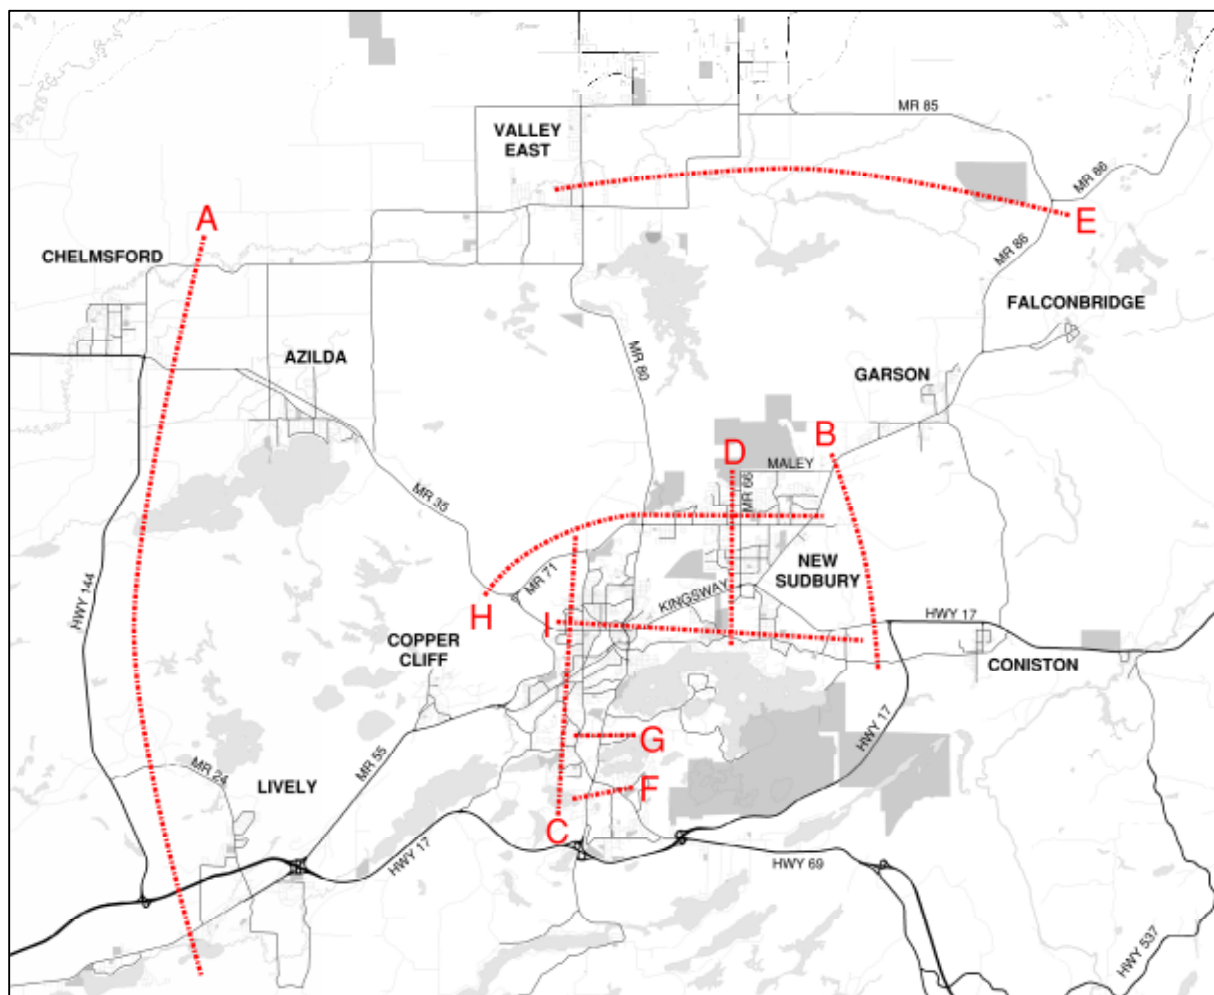 MR 85
VALLEY
EAST
MR 86
A
E
CHELMSFORD
MR 86
FALCONBRIDGE
AZILDA
MR 80
GARSON
B
D
MALEY
MR 66
MR 35
NEW
SUDBURY
MR 71
HWY 144
KINGSWAY
H
I
HWY 17
COPPER
CLIFF
CONISTON
G
HWY 17
MR 55
MR 24
LIVELY
F
C
HWY 17
HWY 69
HWY 537